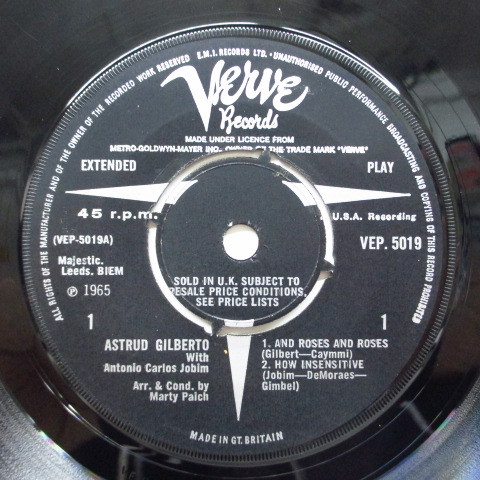 ALL RIGHTS OF THE MANUFACTURER AND OF THE OWNER OF THE RECORDED WORK RESERVED E.M.I. RECORDS LTD. • UNAUTHORISED PUBLIC PERFORMANCE BROADCASTING AND COPYING OF THIS RECORD PROHIBITED
Verve
Records
MADE UNDER LICENCE FROM
METRO-GOLDWYN-MAYER INC. OWNER OF THE TRADE MARK "VERVE"
EXTENDED PLAY
45 r.p.m. U.S.A. Recording
(VEP-5019A) VEP. 5019
Majestic.
Leeds. BIEM
℗ 1965
SOLD IN U.K. SUBJECT TO
RESALE PRICE CONDITIONS,
SEE PRICE LISTS
1 1
ASTRUD GILBERTO
With
Antonio Carlos Jobim
Arr. & Cond. by
Marty Paich
1. AND ROSES AND ROSES
(Gilbert—Caymmi)
2. HOW INSENSITIVE
(Jobim—DeMoraes—
Gimbel)
MADE IN GT. BRITAIN